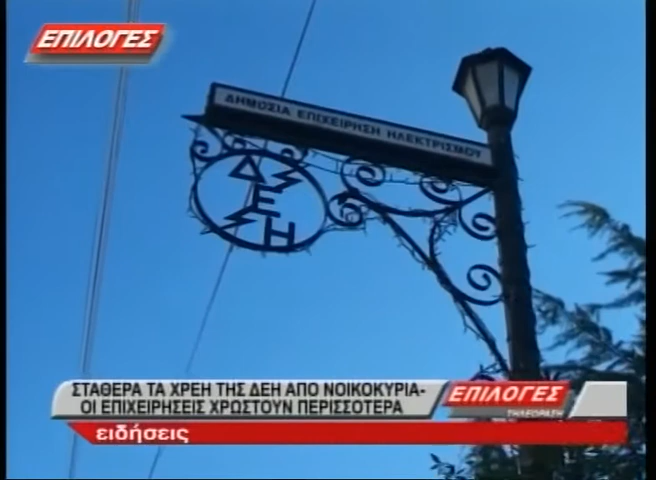 ΕΠΙΛΟΓΕΣ
ΔΗΜΟΣΙΑ ΕΠΙΧΕΙΡΗΣΗ ΗΛΕΚΤΡΙΣΜΟΥ
ΔΕΗ
ΣΤΑΘΕΡΑ ΤΑ ΧΡΕΗ ΤΗΣ ΔΕΗ ΑΠΟ ΝΟΙΚΟΚΥΡΙΑ-
ΟΙ ΕΠΙΧΕΙΡΗΣΕΙΣ ΧΡΩΣΤΟΥΝ ΠΕΡΙΣΣΟΤΕΡΑ
ΕΠΙΛΟΓΕΣ
ΤΗΛΕΟΡΑΣΗ
ειδήσεις